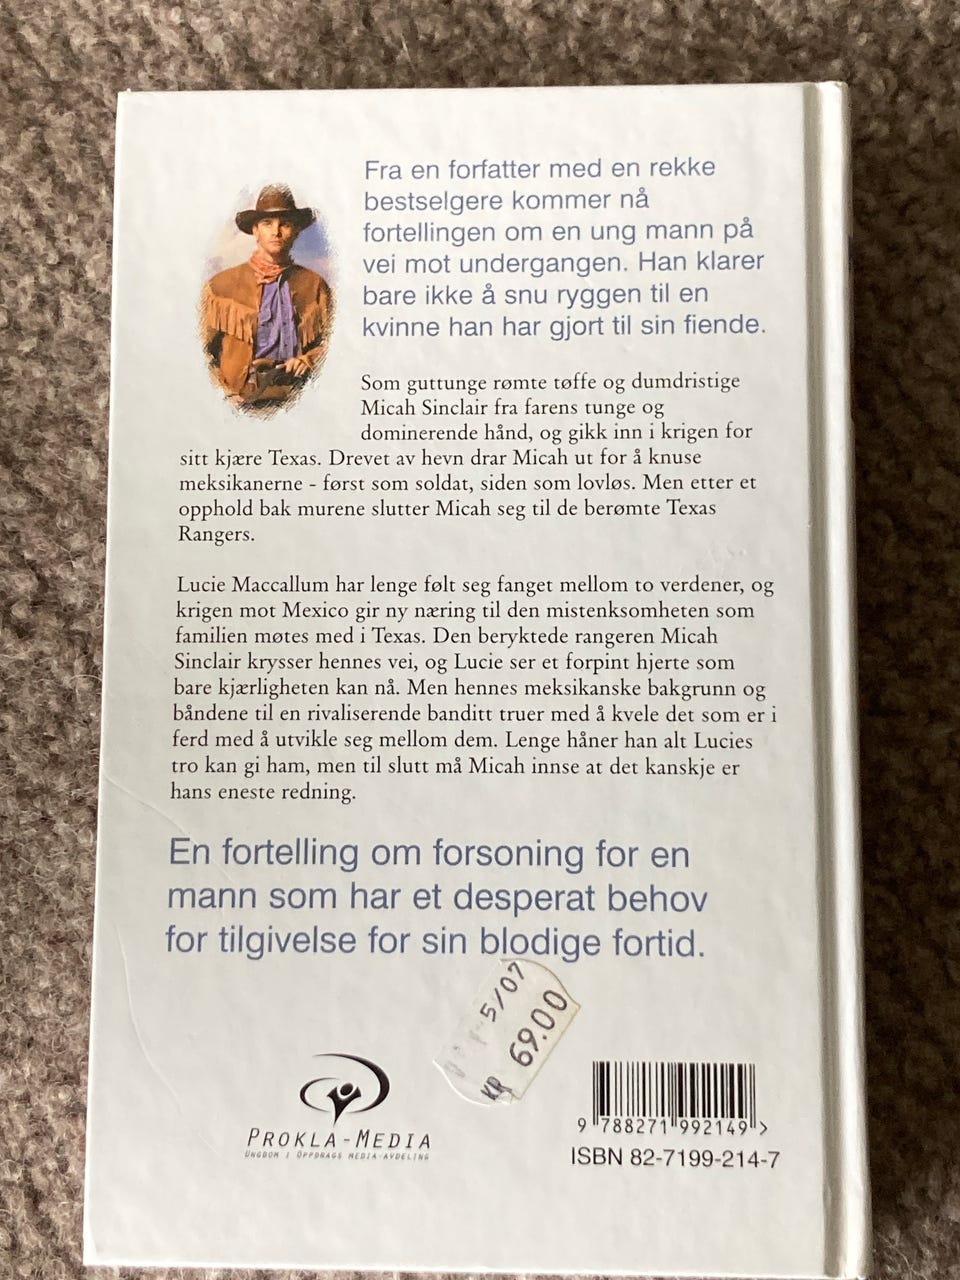 Fra en forfatter med en rekke
bestselgere kommer nå
fortellingen om en ung mann på
vei mot undergangen. Han klarer
bare ikke å snu ryggen til en
kvinne han har gjort til sin fiende.
Som guttunge rømte tøffe og dumdristige
Micah Sinclair fra farens tunge og
dominerende hånd, og gikk inn i krigen for
sitt kjære Texas. Drevet av hevn drar Micah ut for å knuse
meksikanerne - først som soldat, siden som lovløs. Men etter et
opphold bak murene slutter Micah seg til de berømte Texas
Rangers.
Lucie Maccallum har lenge følt seg fanget mellom to verdener, og
krigen mot Mexico gir ny næring til den mistenksomheten som
familien møtes med i Texas. Den beryktede rangeren Micah
Sinclair krysser hennes vei, og Lucie ser et forpint hjerte som
bare kjærligheten kan nå. Men hennes meksikanske bakgrunn og
båndene til en rivaliserende banditt truer med å kvele det som er i
ferd med å utvikle seg mellom dem. Lenge håner han alt Lucies
tro kan gi ham, men til slutt må Micah innse at det kanskje er
hans eneste redning.
En fortelling om forsoning for en
mann som har et desperat behov
for tilgivelse for sin blodige fortid.
5/07
KR 69.00
PROKLA-MEDIA
UNGDOM I OPPDRAGS MEDIA-AVDELING
9 788271 992149 >
ISBN 82-7199-214-7